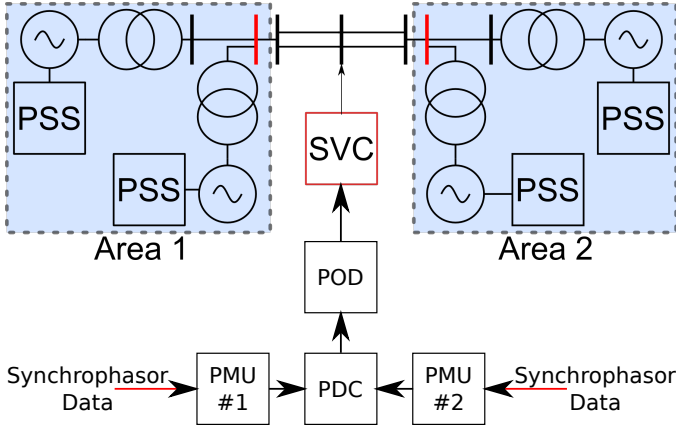 PSS
PSS
SVC
PSS
PSS
Area 1
Area 2
POD
Synchrophasor
Data
PMU
#1
PDC
PMU
#2
Synchrophasor
Data